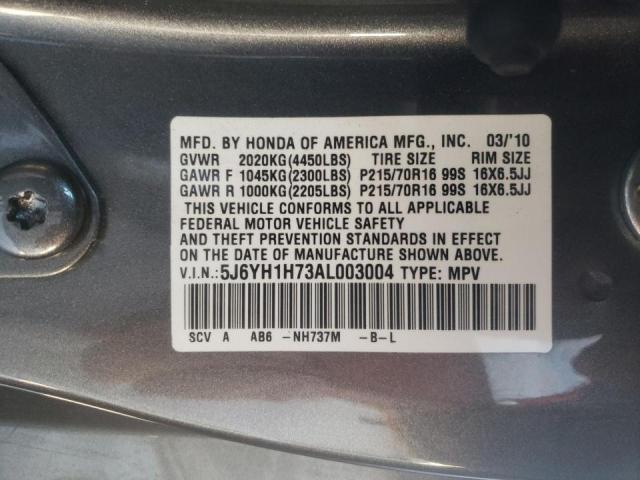 MFD. BY HONDA OF AMERICA MFG., INC. 03/'10
GVWR 2020KG(4450LBS) TIRE SIZE RIM SIZE
GAWR F 1045KG(2300LBS) P215/70R16 99S 16X6.5JJ
GAWR R 1000KG(2205LBS) P215/70R16 99S 16X6.5JJ
THIS VEHICLE CONFORMS TO ALL APPLICABLE
FEDERAL MOTOR VEHICLE SAFETY
AND THEFT PREVENTION STANDARDS IN EFFECT
ON THE DATE OF MANUFACTURE SHOWN ABOVE.
V.I.N.: 5J6YH1H73AL003004 TYPE: MPV
SCV A AB6 -NH737M -B-L